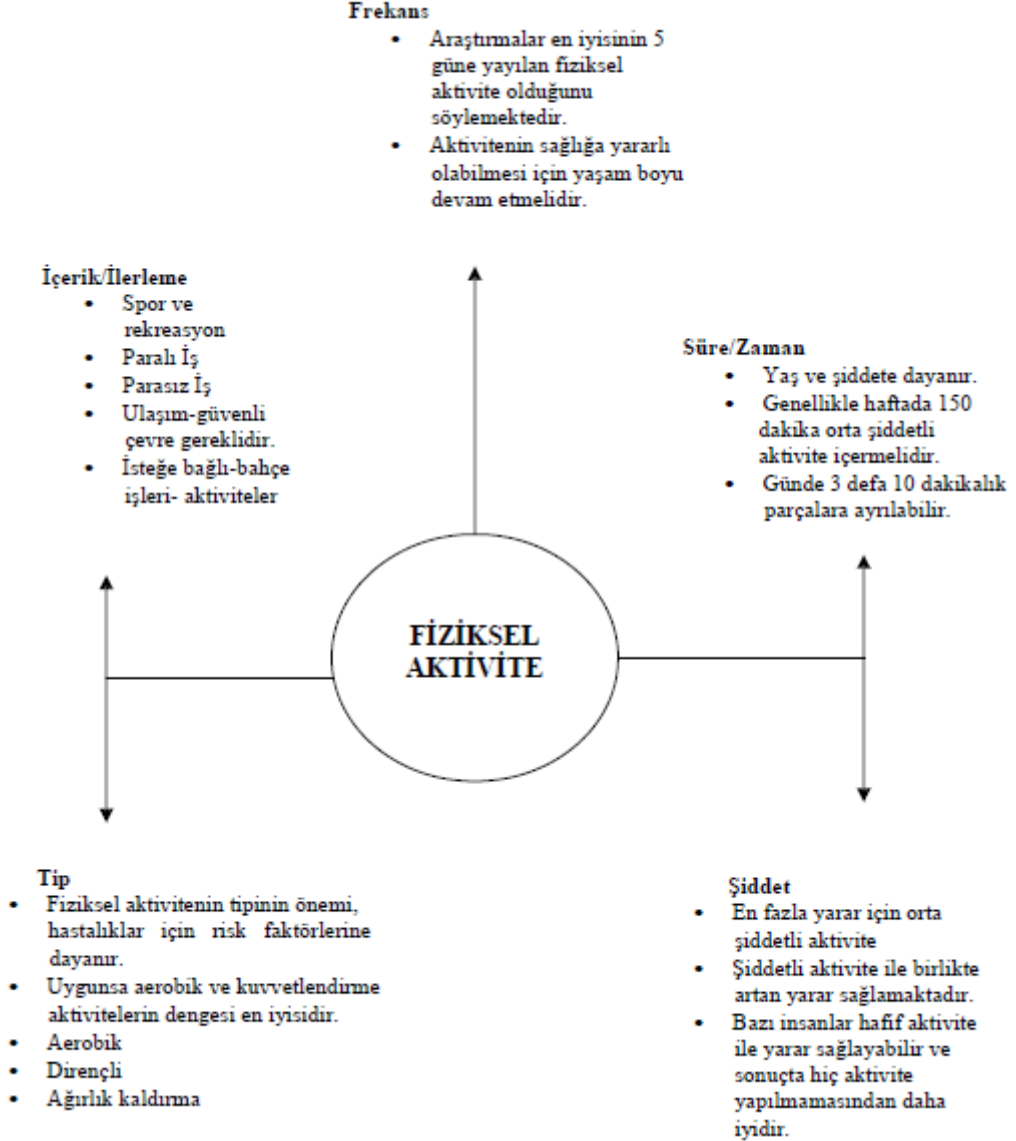 Frekans
• Araştırmalar en iyisinin 5
güne yayılan fiziksel
aktivite olduğunu
söylemektedir.
• Aktivitenin sağlığa yararlı
olabilmesi için yaşam boyu
devam etmelidir.
İçerik/İlerleme
• Spor ve
rekreasyon
• Paralı İş
• Parasız İş
• Ulaşım-güvenli
çevre gereklidir.
• İsteğe bağlı-bahçe
işleri- aktiviteler
Süre/Zaman
• Yaş ve şiddete dayanır.
• Genellikle haftada 150
dakika orta şiddetli
aktivite içermelidir.
• Günde 3 defa 10 dakikalık
parçalara ayrılabilir.
FİZİKSEL
AKTİVİTE
Tip
• Fiziksel aktivitenin tipinin önemi,
hastalıklar için risk faktörlerine
dayanır.
• Uygunsa aerobik ve kuvvetlendirme
aktivitelerin dengesi en iyisidir.
• Aerobik
• Dirençli
• Ağırlık kaldırma
Şiddet
• En fazla yarar için orta
şiddetli aktivite
• Şiddetli aktivite ile birlikte
artan yarar sağlamaktadır.
• Bazı insanlar hafif aktivite
ile yarar sağlayabilir ve
sonuçta hiç aktivite
yapılmamasından daha
iyidir.